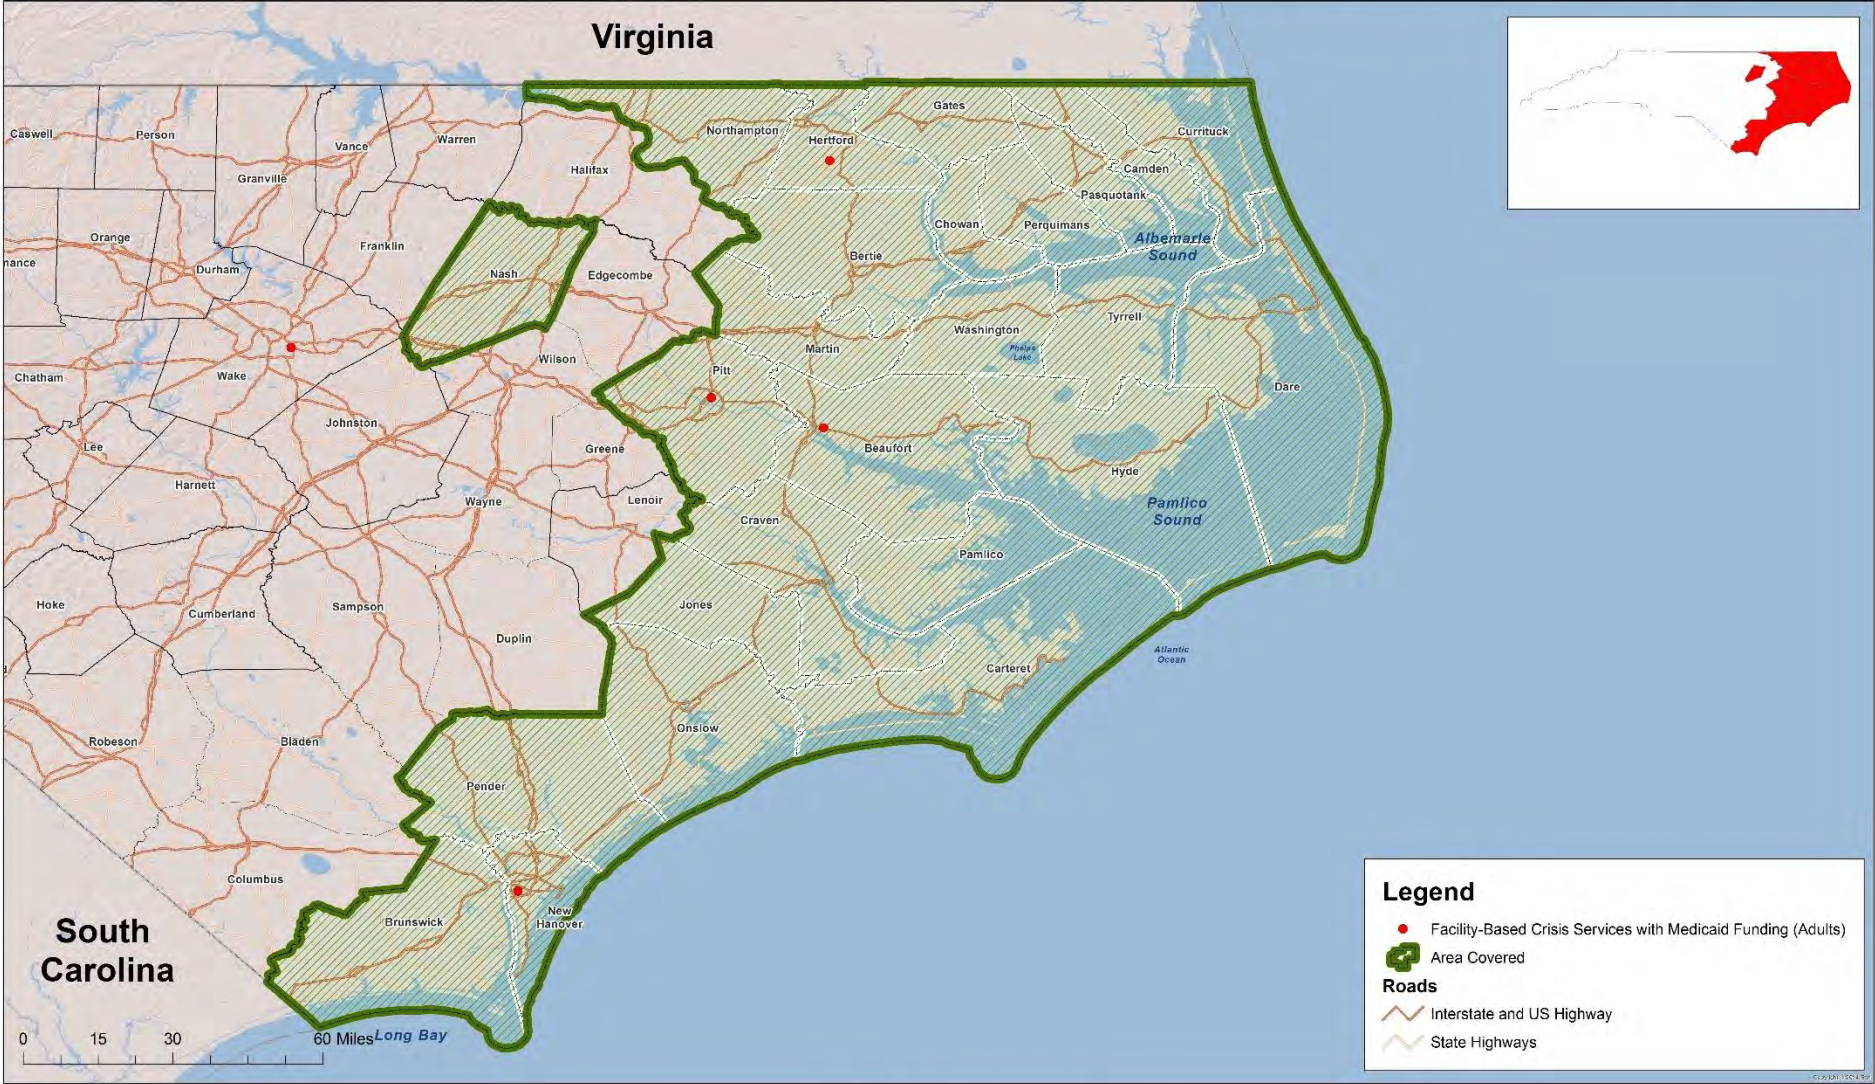 Virginia
Gates
Northampton
Hertford
Currituck
Caswell
Person
Vance
Warren
Halifax
Granville
Camden
Pasquotank
Chowan
Perquimans
Albemarle
Sound
Orange
Franklin
Durham
Nash
Edgecombe
Bertie
Tyrrell
Washington
Martin
Phelps
Lake
Wilson
Pitt
Chatham
Wake
Dare
Johnston
Lee
Greene
Beaufort
Hyde
Harnett
Wayne
Lenoir
Craven
Pamlico
Sound
Pamlico
Hoke
Cumberland
Sampson
Jones
Duplin
Atlantic
Ocean
Carteret
Onslow
Robeson
Bladen
Pender
Columbus
Brunswick
New
Hanover
South
Carolina
0 15 30 60 Miles
Long Bay
Legend
Facility-Based Crisis Services with Medicaid Funding (Adults)
Area Covered
Roads
Interstate and US Highway
State Highways